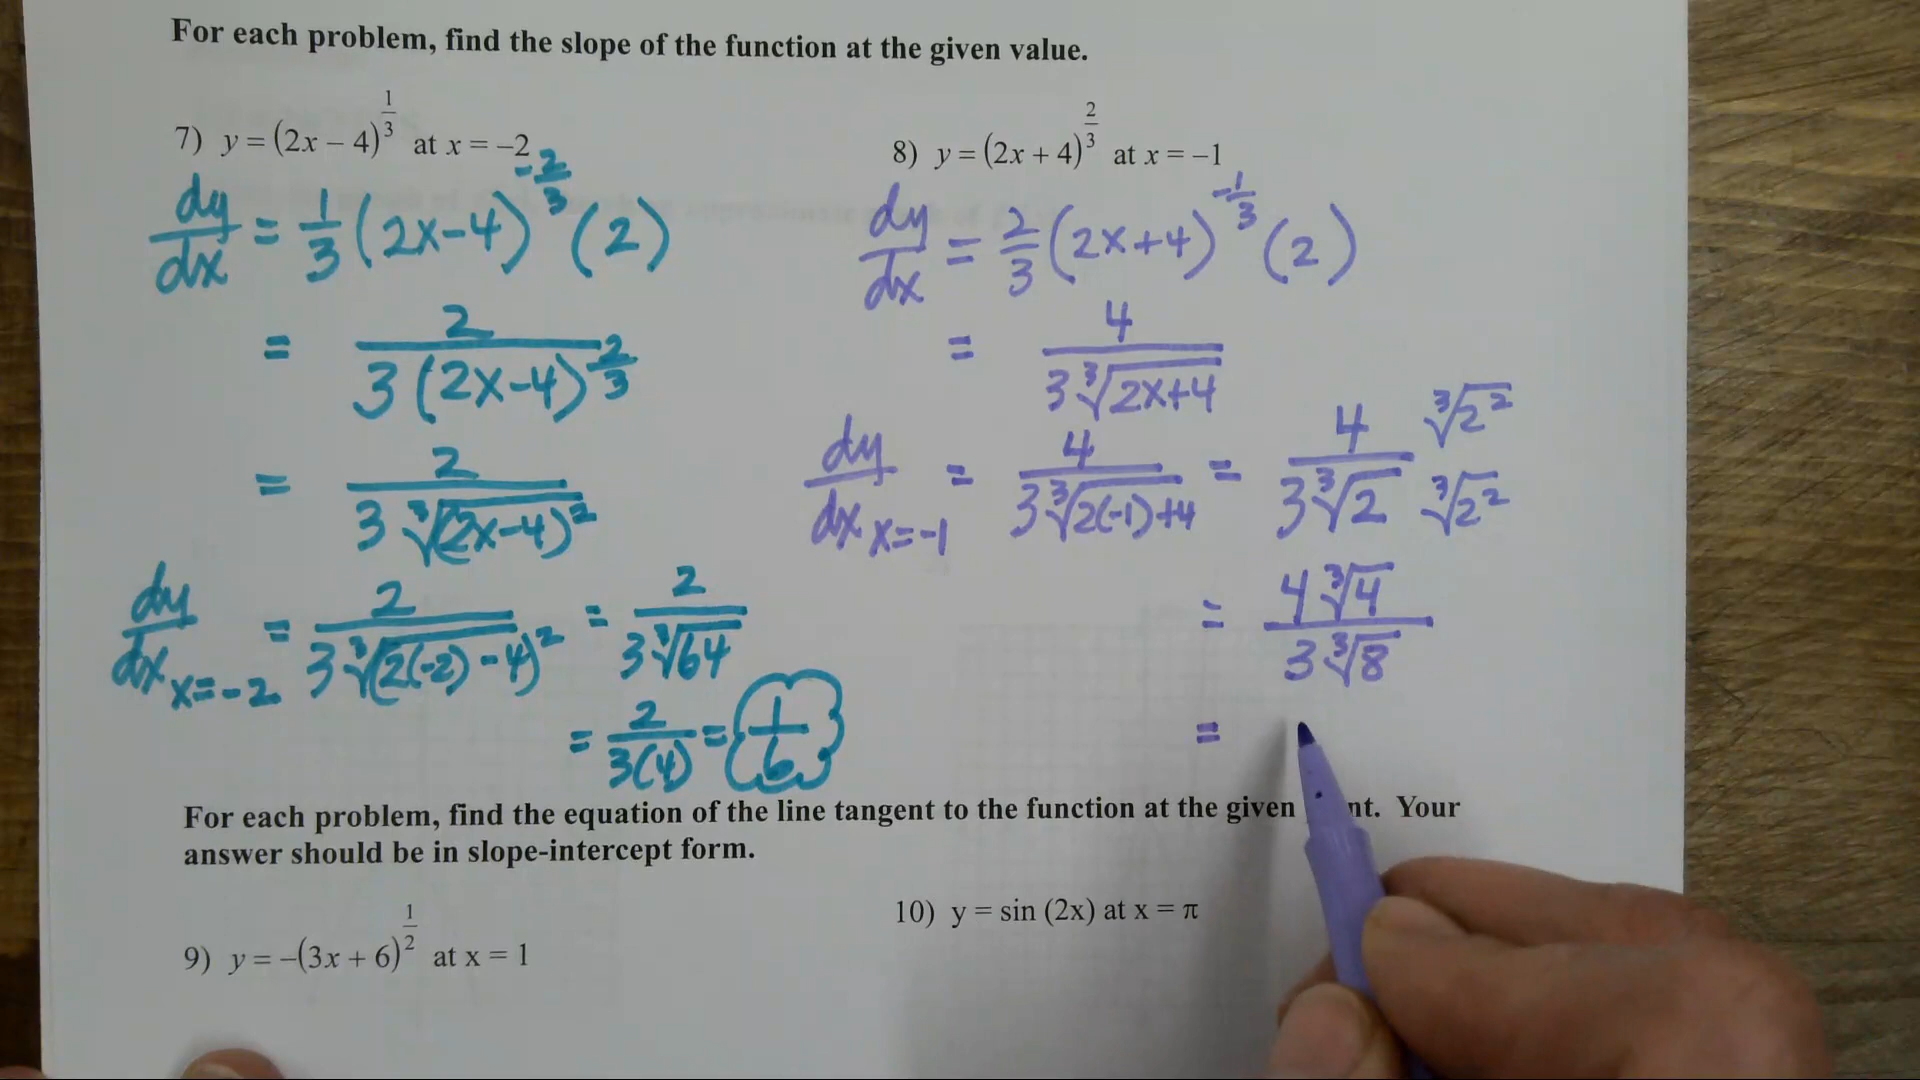 For each problem, find the slope of the function at the given value.
7) y = (2x − 4)^(1/3) at x = −2
dy/dx = 1/3 (2x−4)^(−2/3) (2)
= 2 / 3(2x−4)^(2/3)
= 2 / 3∛(2x−4)²
dy/dx x=−2 = 2 / 3∛(2(−2)−4)² = 2 / 3∛64
= 2 / 3(4) = 1/6
8) y = (2x + 4)^(2/3) at x = −1
dy/dx = 2/3 (2x+4)^(−1/3) (2)
= 4 / 3∛2x+4
dy/dx x=−1 = 4 / 3∛2(−1)+4 = 4 / 3∛2 ∛2² / ∛2²
= 4∛4 / 3∛8
=
For each problem, find the equation of the line tangent to the function at the given nt. Your
answer should be in slope-intercept form.
9) y = −(3x + 6)^(1/2) at x = 1
10) y = sin (2x) at x = π